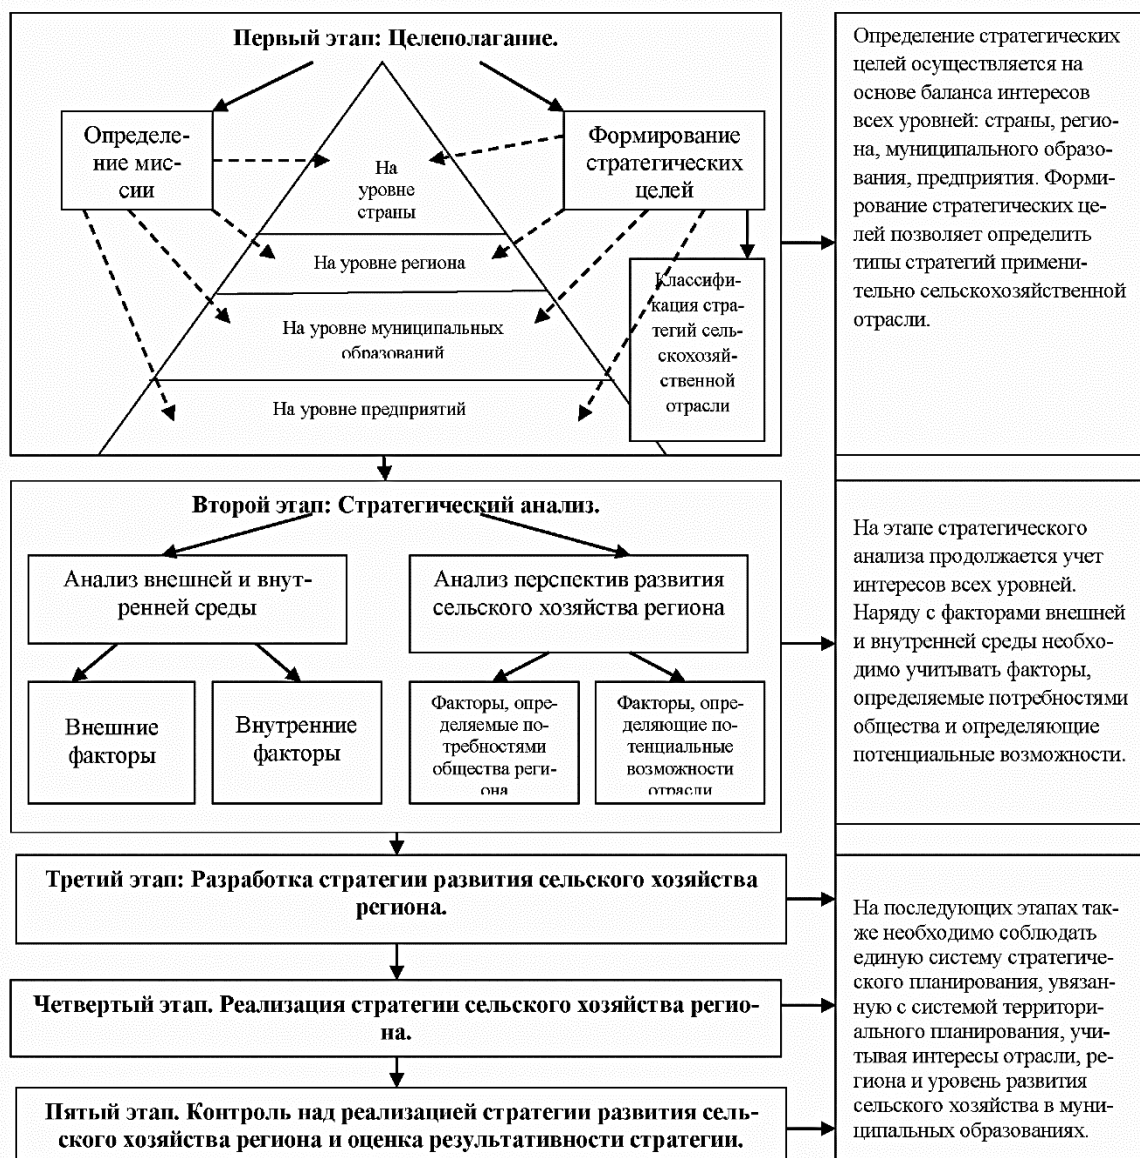 Первый этап: Целеполагание.
Определе-
ние мис-
сии
Формирование
стратегических
целей
На
уровне
страны
На уровне региона
На уровне муниципальных
образований
На уровне предприятий
Классифи-
кация стра-
тегий сель-
скохозяй-
ственной
отрасли
Определение стратегических
целей осуществляется на
основе баланса интересов
всех уровней: страны, регио-
на, муниципального образо-
вания, предприятия. Форми-
рование стратегических це-
лей позволяет определить
типы стратегий примени-
тельно сельскохозяйственной
отрасли.
Второй этап: Стратегический анализ.
Анализ внешней и внут-
ренней среды
Анализ перспектив развития
сельского хозяйства региона
Внешние
факторы
Внутренние
факторы
Факторы, опре-
деляемые по-
требностями
общества реги-
она
Факторы, опре-
деляющие по-
тенциальные
возможности
отрасли
На этапе стратегического
анализа продолжается учет
интересов всех уровней.
Наряду с факторами внешней
и внутренней среды необхо-
димо учитывать факторы,
определяемые потребностями
общества и определяющие
потенциальные возможности.
Третий этап: Разработка стратегии развития сельского хозяйства
региона.
Четвертый этап. Реализация стратегии сельского хозяйства регио-
на.
Пятый этап. Контроль над реализацией стратегии развития сель-
ского хозяйства региона и оценка результативности стратегии.
На последующих этапах так-
же необходимо соблюдать
единую систему стратегиче-
ского планирования, увязан-
ную с системой территори-
ального планирования, учи-
тывая интересы отрасли, ре-
гиона и уровень развития
сельского хозяйства в муни-
ципальных образованиях.